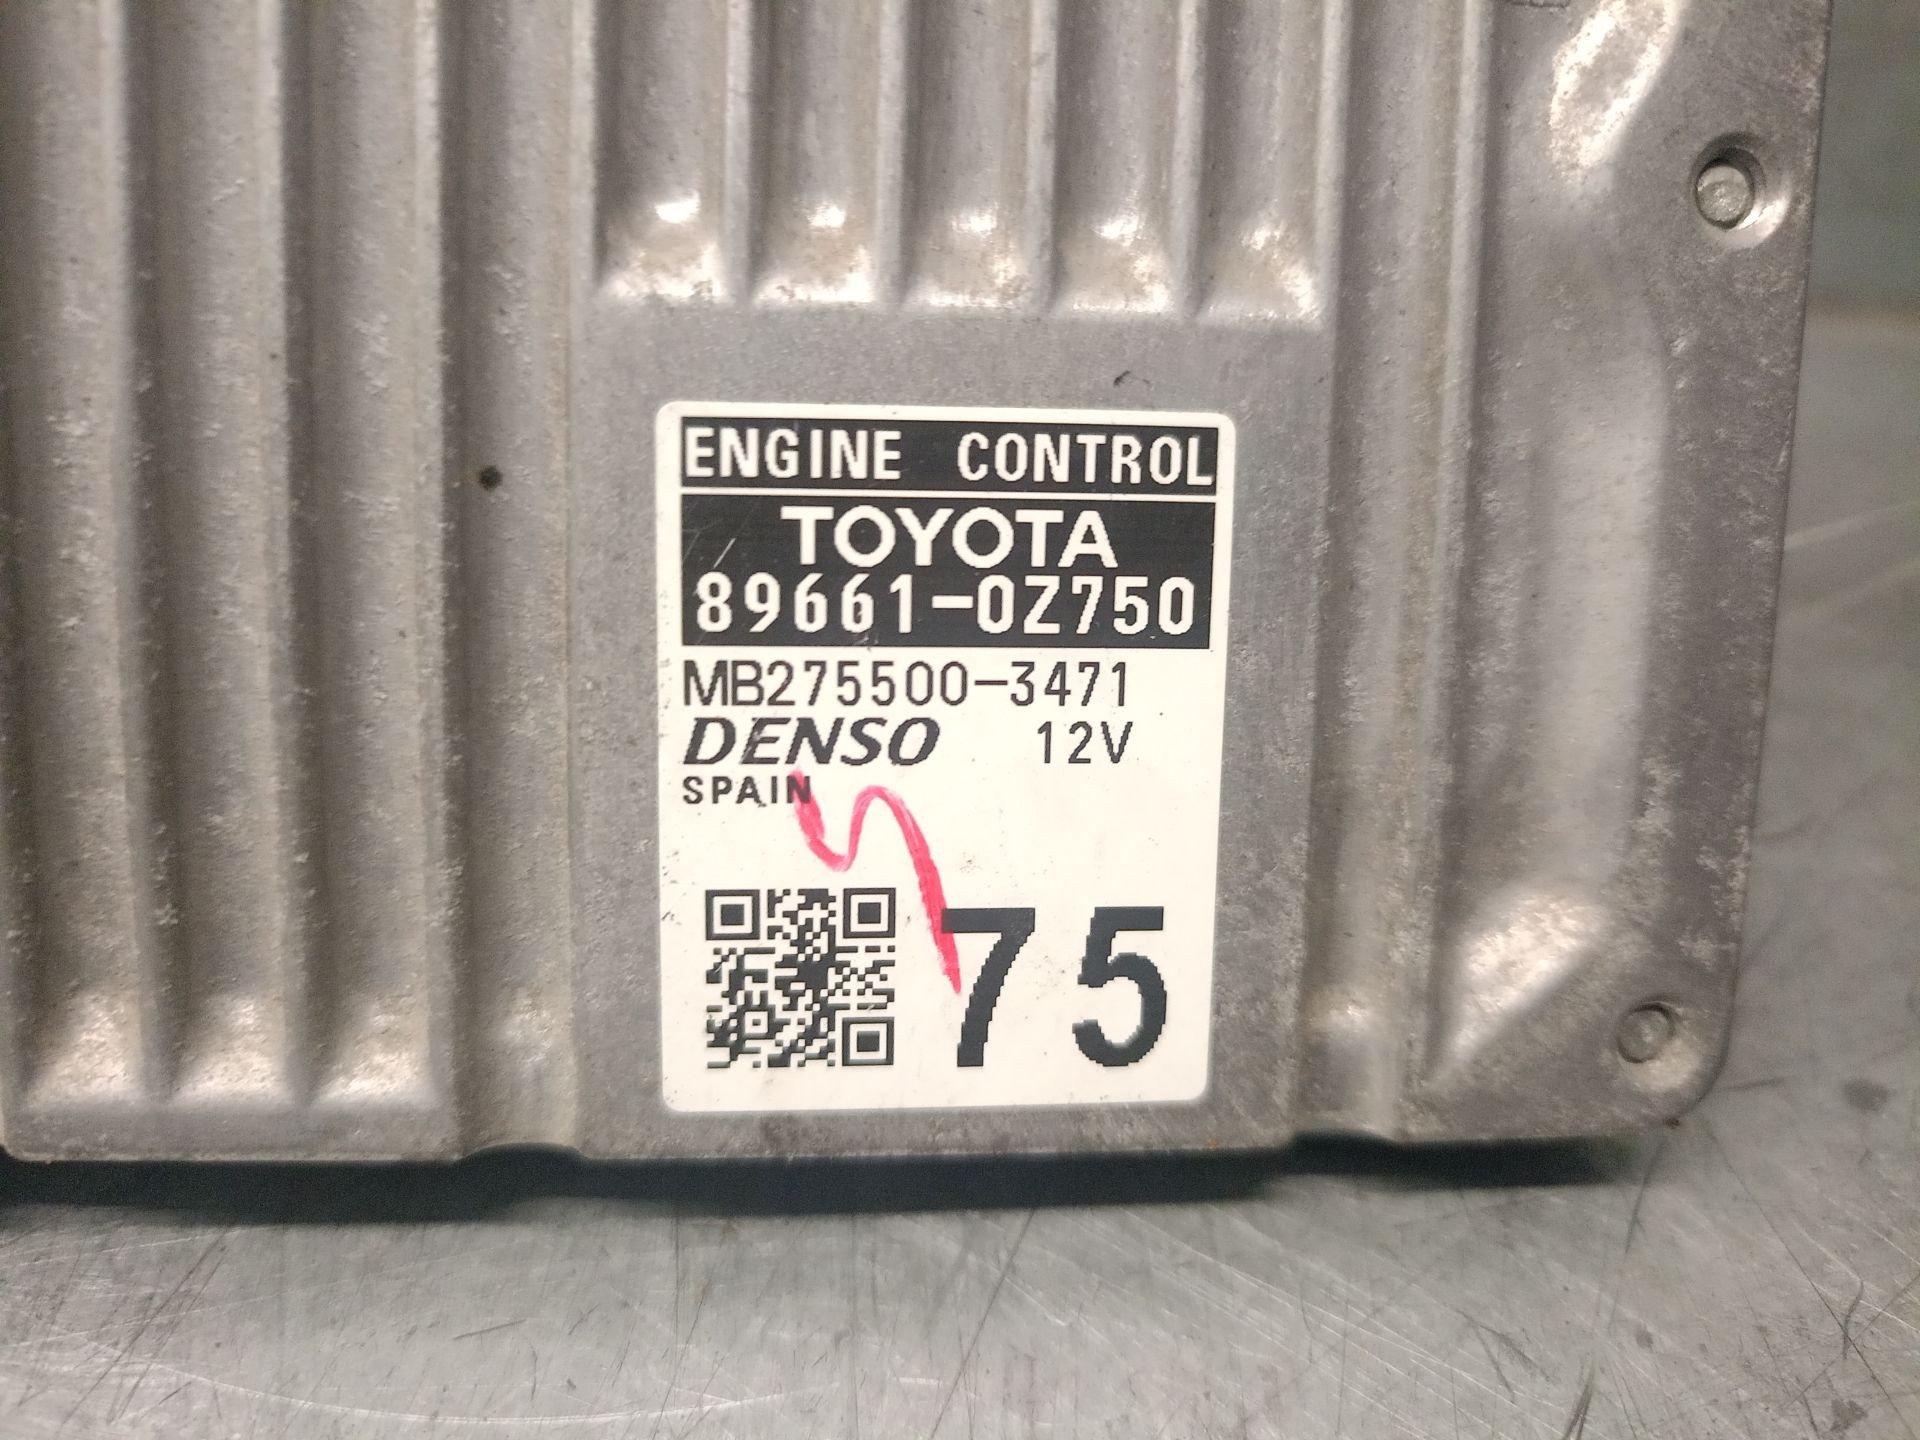 ENGINE CONTROL
TOYOTA
89661-0Z750
MB275500-3471
DENSO 12V
SPAIN
75